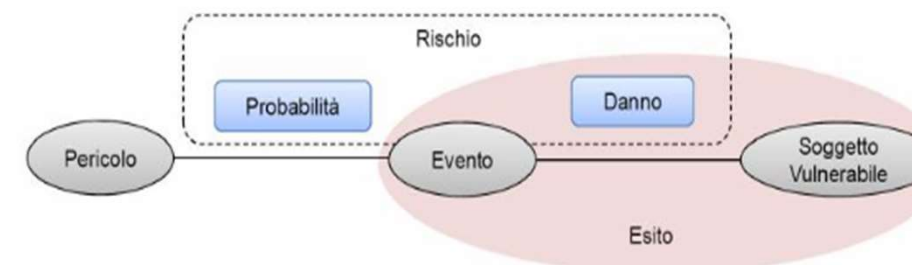 Rischio
Probabilità
Danno
Pericolo
Evento
Soggetto
Vulnerabile
Esito